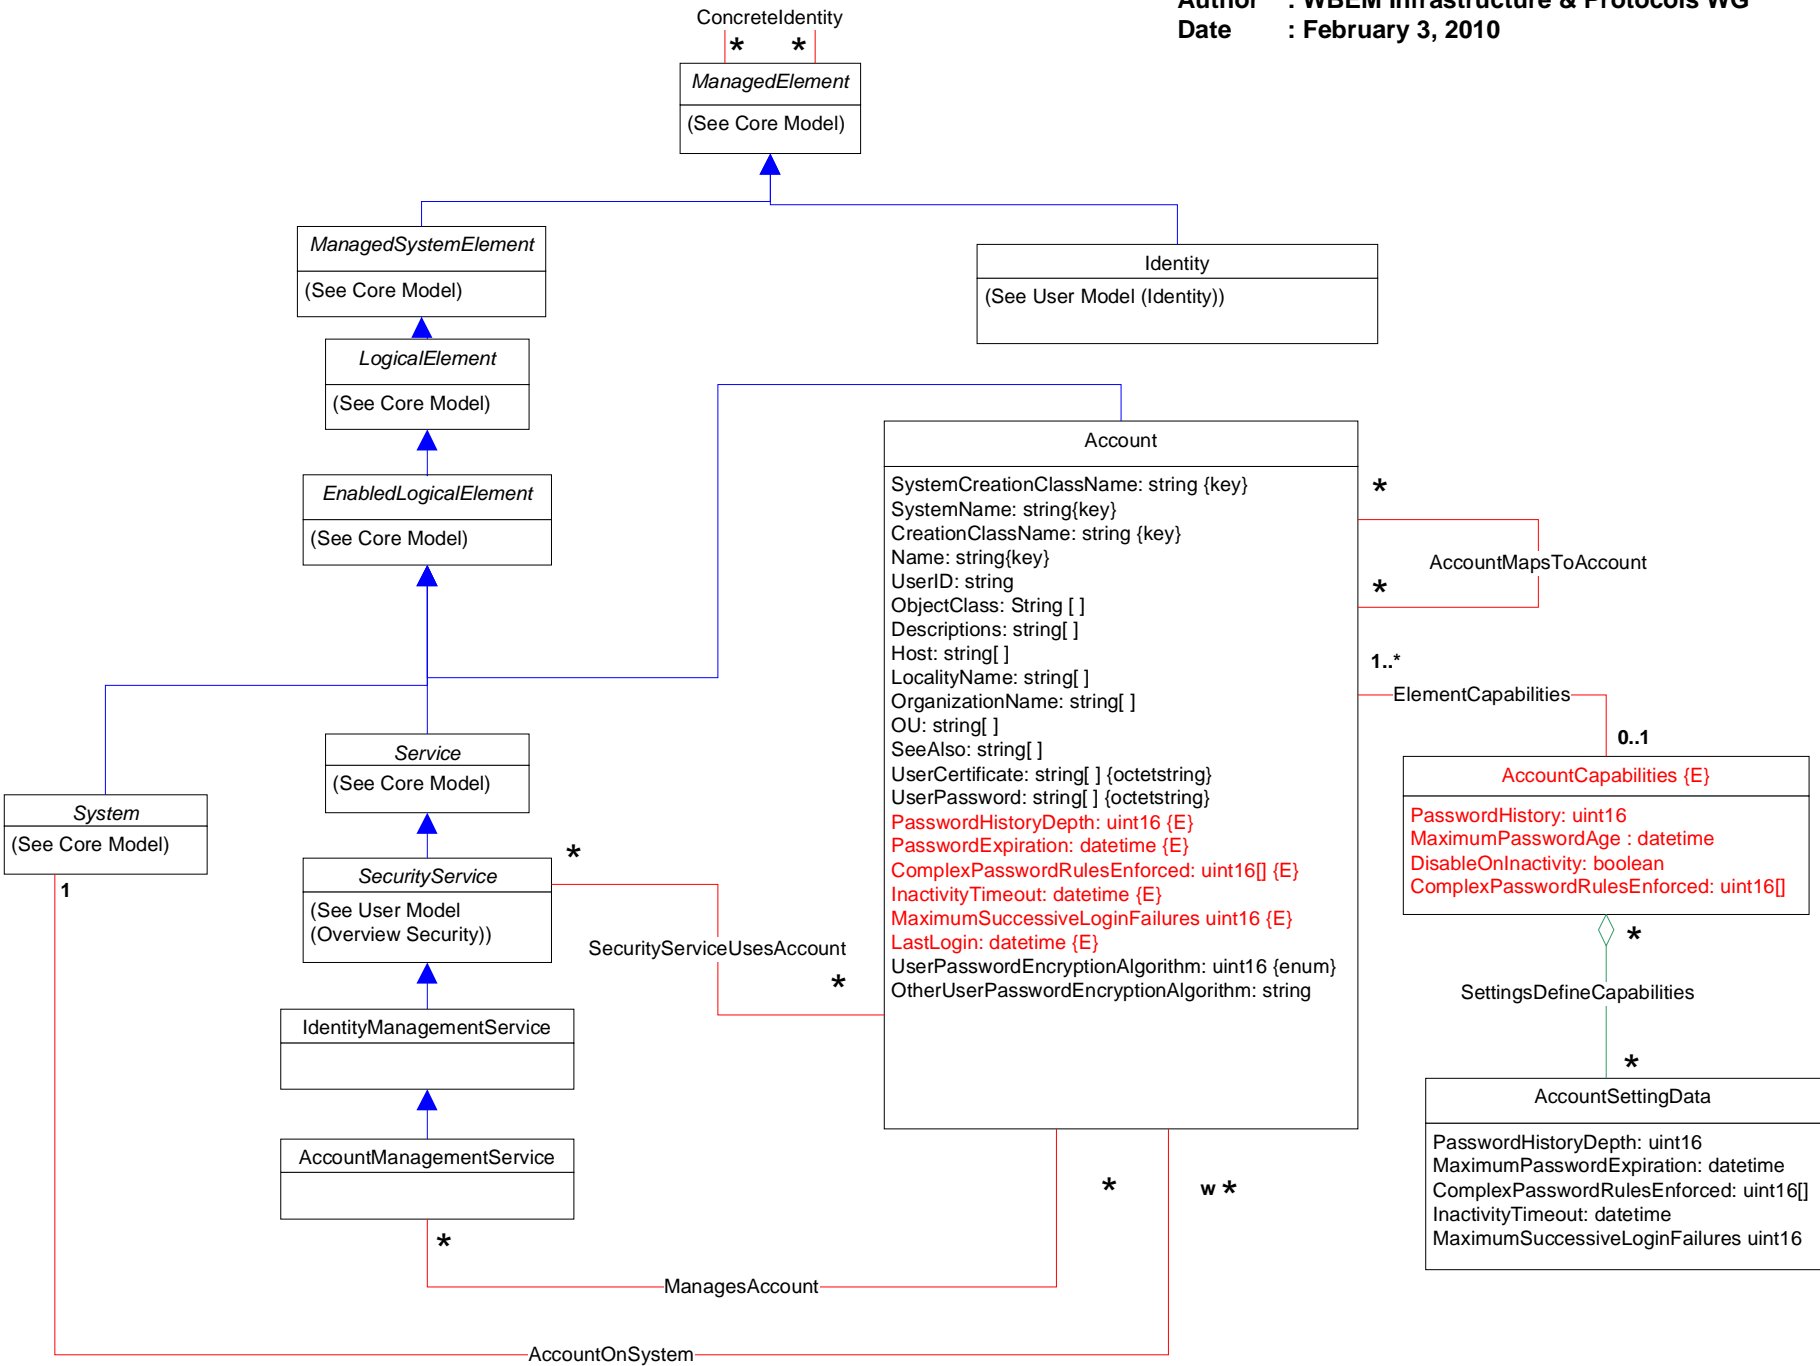 Author : WBEM Infrastructure & Protocols WG
Date : February 3, 2010
ConcreteIdentity
* *
ManagedElement
(See Core Model)
ManagedSystemElement
(See Core Model)
Identity
(See User Model (Identity))
LogicalElement
(See Core Model)
EnabledLogicalElement
(See Core Model)
Account
SystemCreationClassName: string {key}
SystemName: string{key}
CreationClassName: string {key}
Name: string{key}
UserID: string
ObjectClass: String [ ]
Descriptions: string[ ]
Host: string[ ]
LocalityName: string[ ]
OrganizationName: string[ ]
OU: string[ ]
SeeAlso: string[ ]
UserCertificate: string[ ] {octetstring}
UserPassword: string[ ] {octetstring}
PasswordHistoryDepth: uint16 {E}
PasswordExpiration: datetime {E}
ComplexPasswordRulesEnforced: uint16[] {E}
InactivityTimeout: datetime {E}
MaximumSuccessiveLoginFailures uint16 {E}
LastLogin: datetime {E}
UserPasswordEncryptionAlgorithm: uint16 {enum}
OtherUserPasswordEncryptionAlgorithm: string
*
AccountMapsToAccount
*
1..*
ElementCapabilities
0..1
AccountCapabilities {E}
PasswordHistory: uint16
MaximumPasswordAge : datetime
DisableOnInactivity: boolean
ComplexPasswordRulesEnforced: uint16[]
*
SettingsDefineCapabilities
*
AccountSettingData
PasswordHistoryDepth: uint16
MaximumPasswordExpiration: datetime
ComplexPasswordRulesEnforced: uint16[]
InactivityTimeout: datetime
MaximumSuccessiveLoginFailures uint16
Service
(See Core Model)
System
(See Core Model)
1
SecurityService
(See User Model
(Overview Security))
*
SecurityServiceUsesAccount
*
IdentityManagementService
AccountManagementService
*
* w *
ManagesAccount
AccountOnSystem